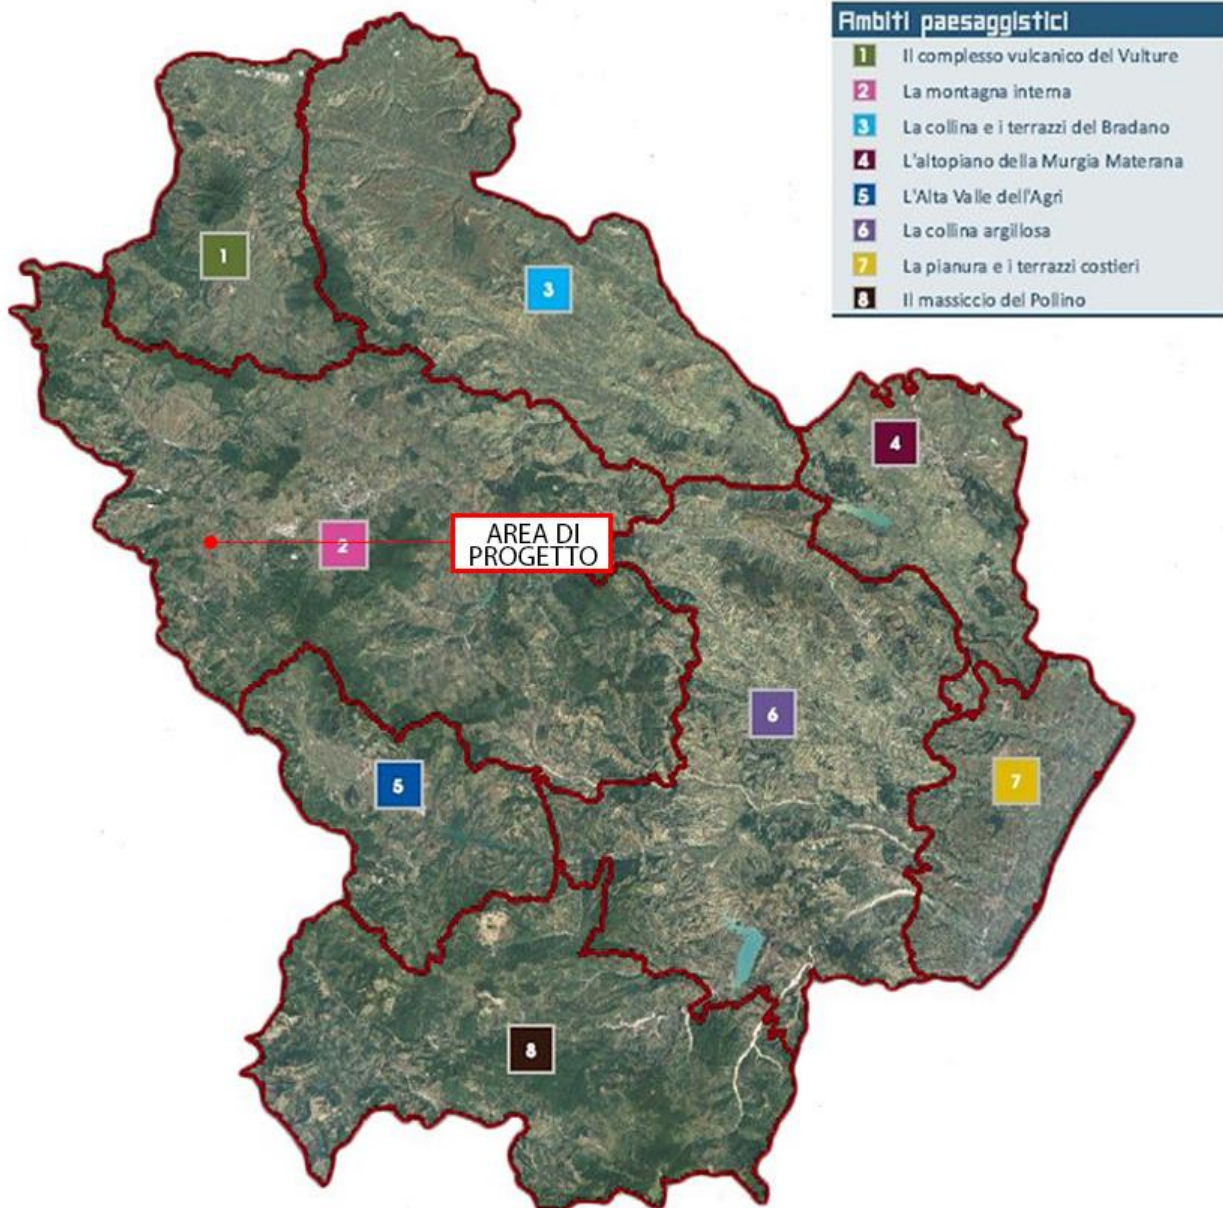 Ambiti paesaggistici
1 Il complesso vulcanico del Vulture
2 La montagna interna
3 La collina e i terrazzi del Bradano
4 L'altopiano della Murgia Materana
5 L'Alta Valle dell'Agri
6 La collina argillosa
7 La pianura e i terrazzi costieri
8 Il massiccio del Pollino
1
3
4
2
AREA DI
PROGETTO
6
7
5
8